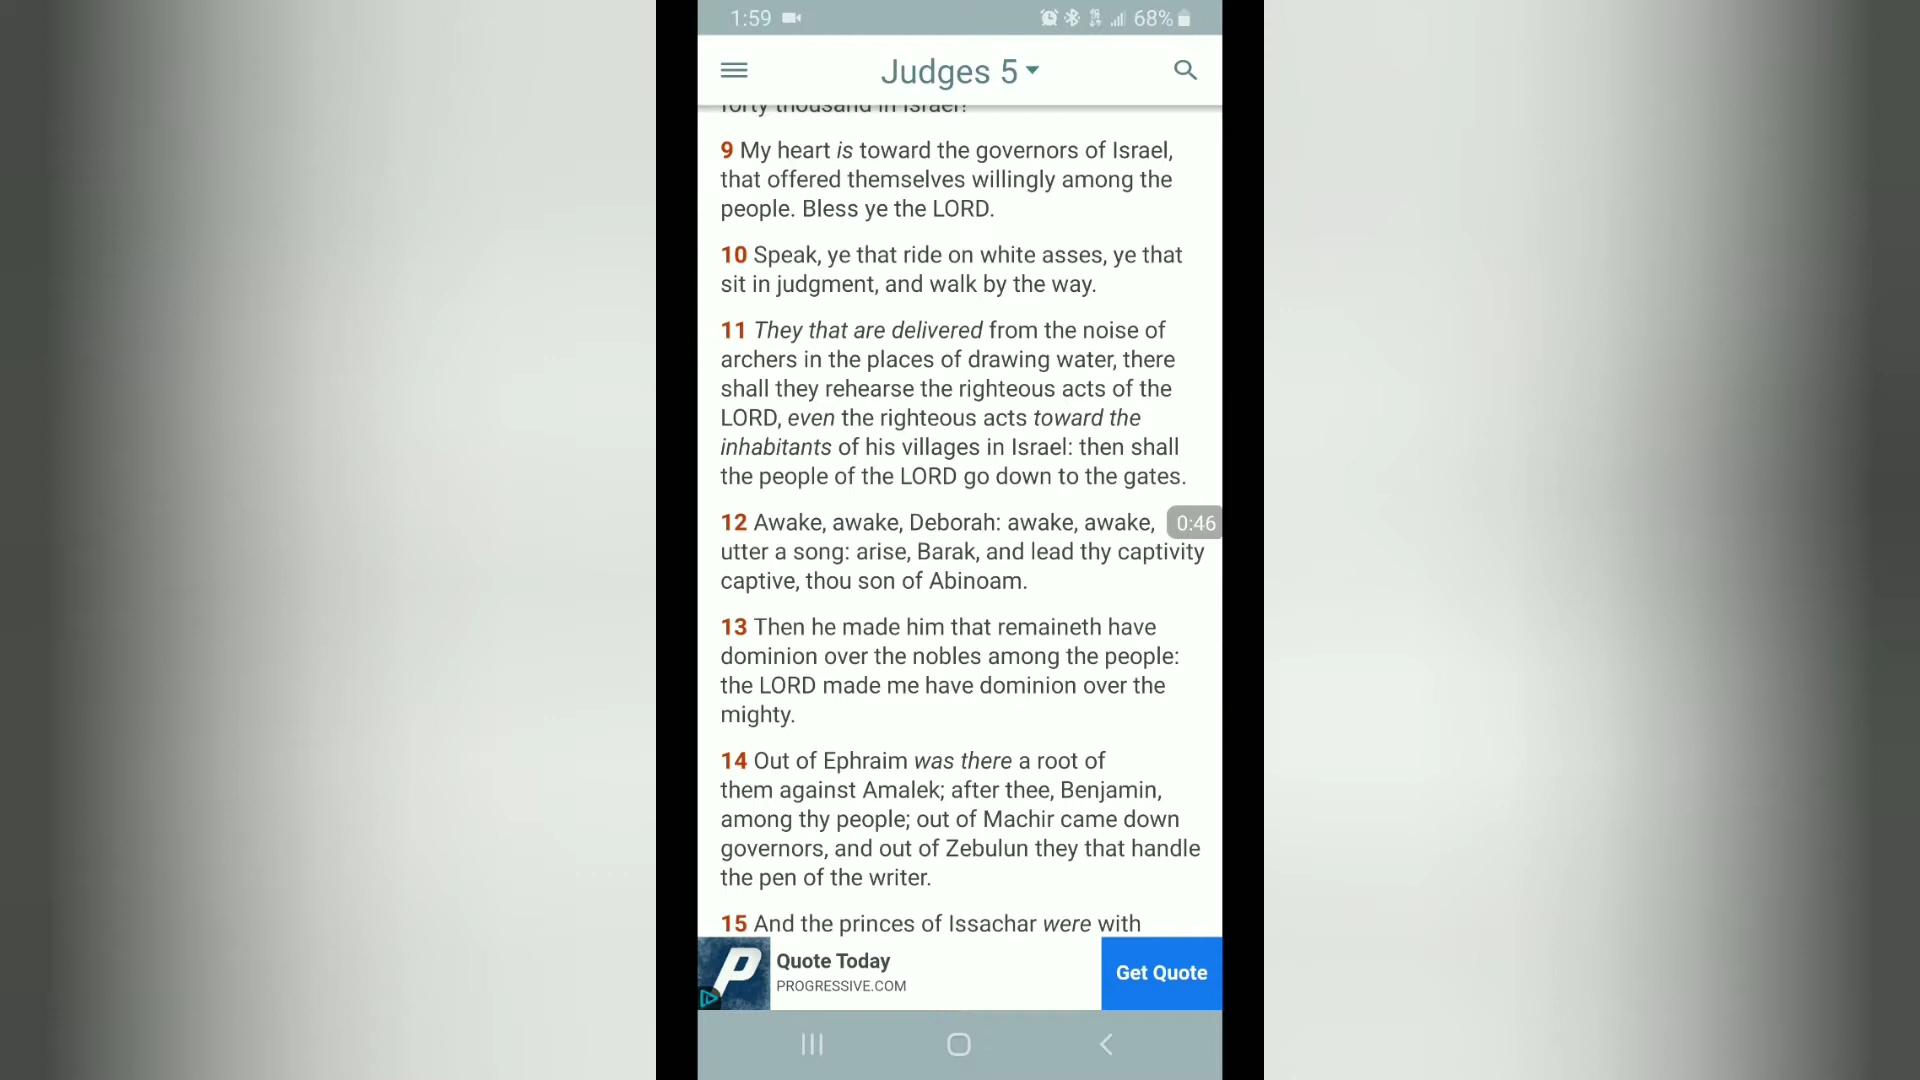 1:59 68%
Judges 5
forty thousand in Israel?
9 My heart is toward the governors of Israel,
that offered themselves willingly among the
people. Bless ye the LORD.
10 Speak, ye that ride on white asses, ye that
sit in judgment, and walk by the way.
11 They that are delivered from the noise of
archers in the places of drawing water, there
shall they rehearse the righteous acts of the
LORD, even the righteous acts toward the
inhabitants of his villages in Israel: then shall
the people of the LORD go down to the gates.
12 Awake, awake, Deborah: awake, awake,
0:46
utter a song: arise, Barak, and lead thy captivity
captive, thou son of Abinoam.
13 Then he made him that remaineth have
dominion over the nobles among the people:
the LORD made me have dominion over the
mighty.
14 Out of Ephraim was there a root of
them against Amalek; after thee, Benjamin,
among thy people; out of Machir came down
governors, and out of Zebulun they that handle
the pen of the writer.
15 And the princes of Issachar were with
Quote Today
PROGRESSIVE.COM
Get Quote